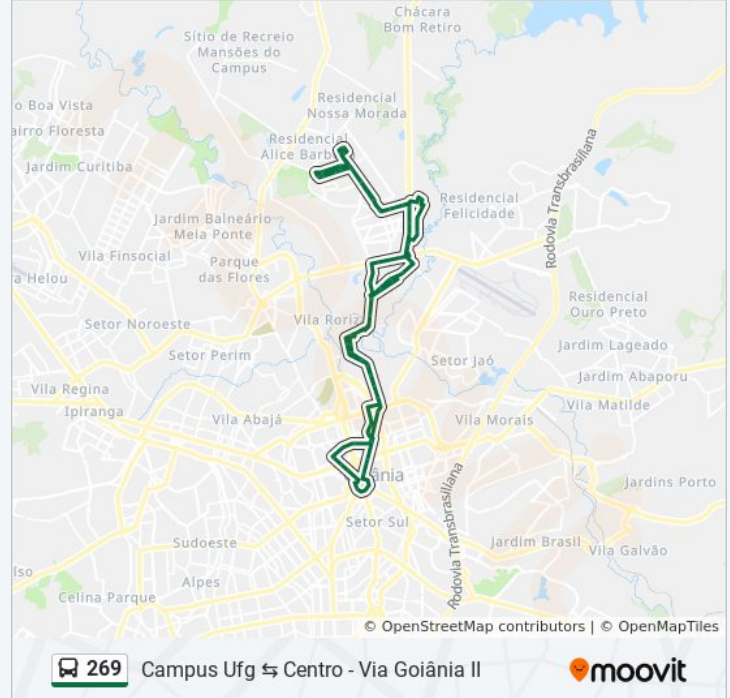 Chácara
Bom Retiro
Sítio de Recreio
Mansões do
Campus
Residencial
Nossa Morada
o Boa Vista
airro Floresta
Residencial
Alice Barb
Jardim Curitiba
Rodovia Transbrasiliana
Residencial
Felicidade
Jardim Balneário
Meia Ponte
Vila Finsocial
Parque
das Flores
a Helou
Residencial
Ouro Preto
Setor Noroeste
Vila Roriz
Jardim Lageado
Setor Perim
Setor Jaó
Jardim Abaporu
Vila Regina
Ipiranga
Vila Matilde
Vila Abajá
Vila Morais
ânia
Jardins Porto
Setor Sul
Rodovia Transbrasiliana
Sudoeste
Jardim Brasil
Vila Galvão
lso
Alpes
Celina Parque
© OpenStreetMap contributors | © OpenMapTiles
269 Campus Ufg ⇆ Centro - Via Goiânia II
moovit